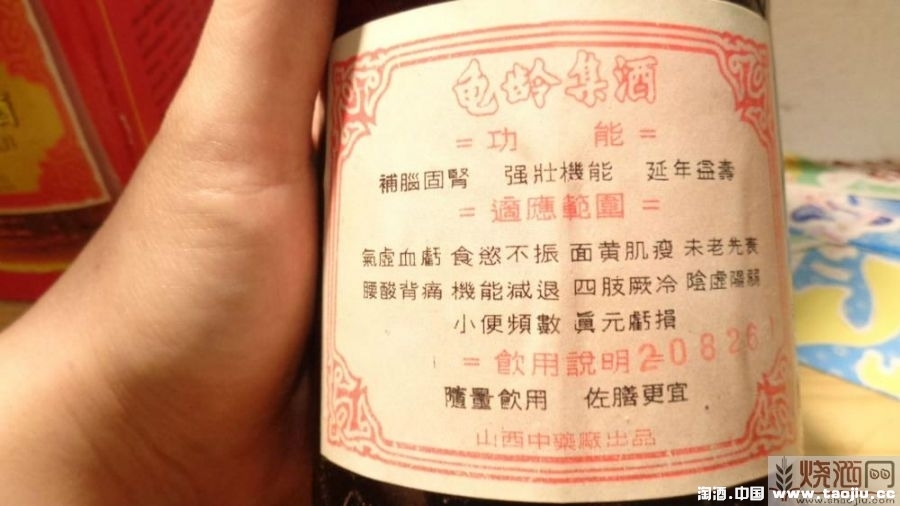 龟龄集酒
=功 能=
補腦固腎 强壯機能 延年益壽
=適應範圍=
氣虛血虧 食慾不振 面黄肌瘦 未老先衰
腰酸背痛 機能減退 四肢厥冷 陰虛陽弱
小便頻數 眞元虧損
=飲用說明=
20826
隨量飲用 佐膳更宜
山西中藥廠出品
烧酒网
淘酒.中国 www.taojiu.cc